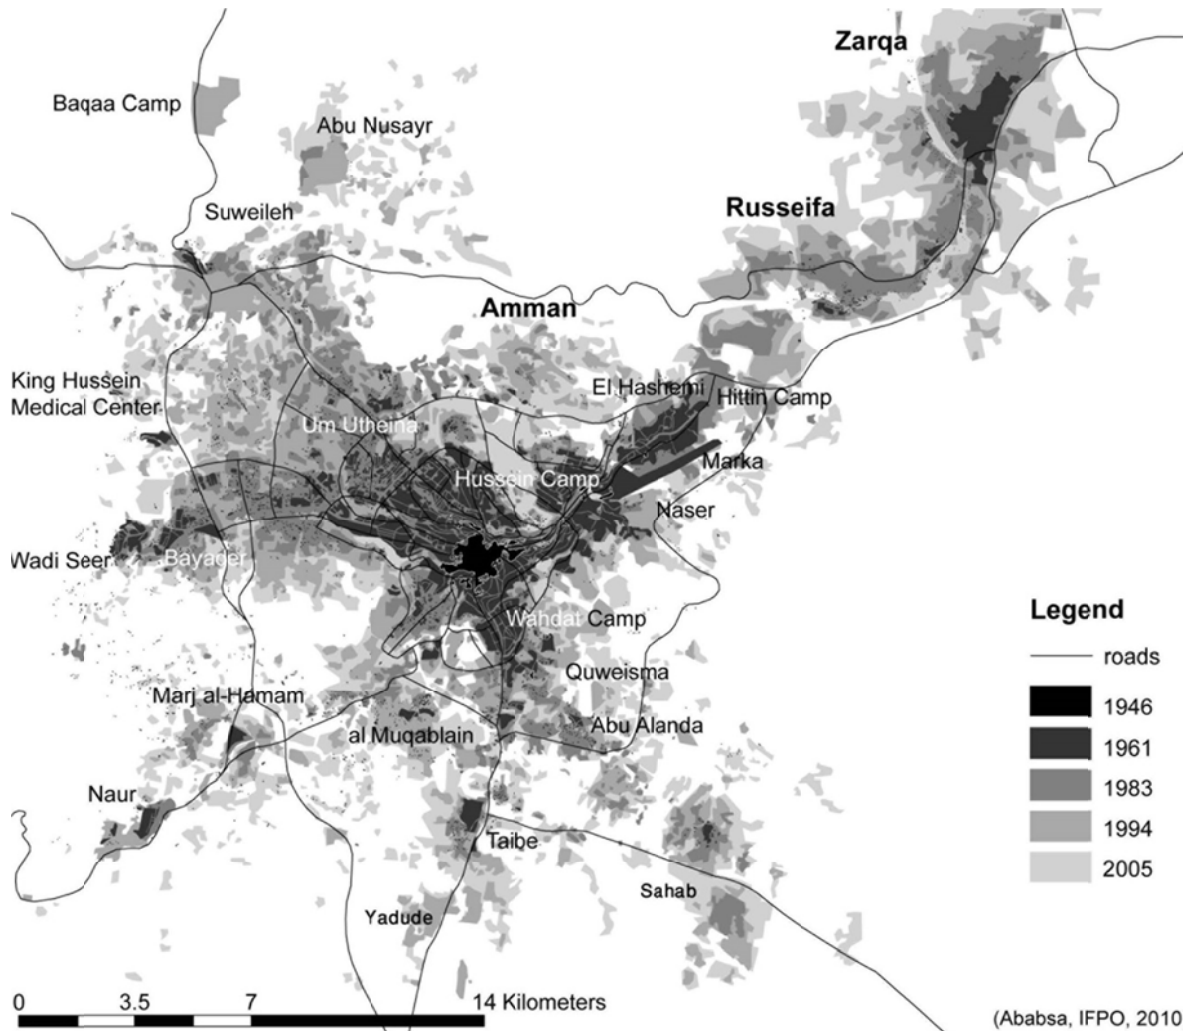 Zarqa
Baqaa Camp
Abu Nusayr
Russeifa
Suweileh
Amman
King Hussein
Medical Center
El Hashemi
Hittin Camp
Um Utheina
Marka
Hussein Camp
Naser
Wadi Seer
Bayader
Wahdat Camp
Quweisma
Marj al-Hamam
Abu Alanda
al Muqablain
Naur
Taibe
Sahab
Yadude
Legend
roads
1946
1961
1983
1994
2005
0 3.5 7 14 Kilometers
(Ababsa, IFPO, 2010